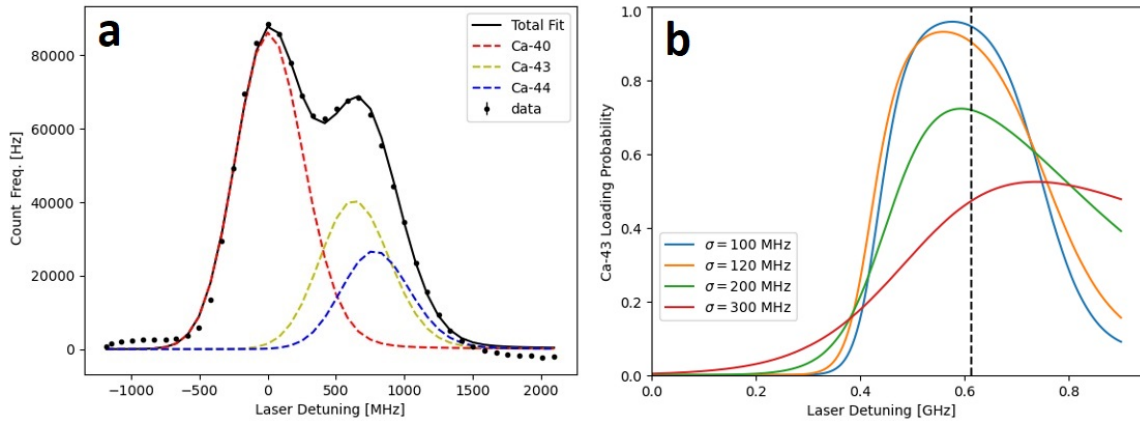 a
Total Fit
Ca-40
Ca-43
Ca-44
data
80000
60000
40000
20000
0
Count Freq. [Hz]
-1000
-500
0
500
1000
1500
2000
Laser Detuning [MHz]
b
1.0
0.8
0.6
0.4
0.2
0.0
Ca-43 Loading Probability
σ = 100 MHz
σ = 120 MHz
σ = 200 MHz
σ = 300 MHz
0.0
0.2
0.4
0.6
0.8
Laser Detuning [GHz]